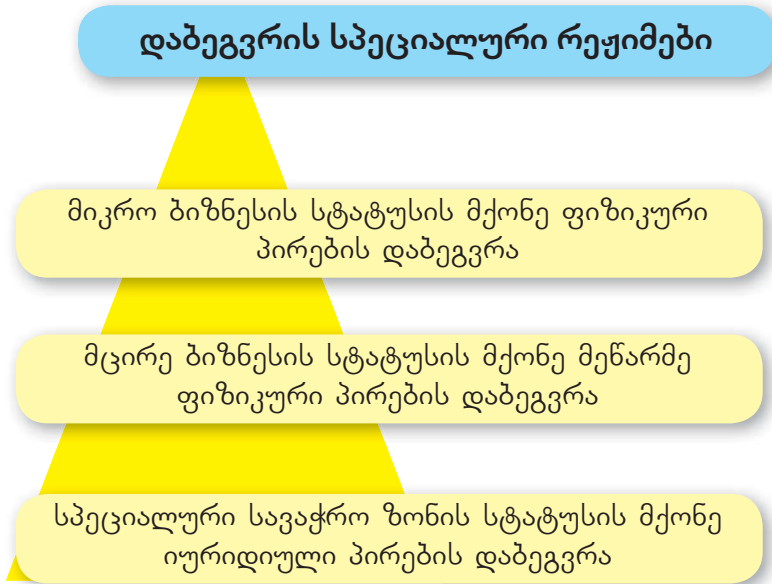 დაბეგვრის სპეციალური რეჟიმები
მიკრო ბიზნესის სტატუსის მქონე ფიზიკური
პირების დაბეგვრა
მცირე ბიზნესის სტატუსის მქონე მეწარმე
ფიზიკური პირების დაბეგვრა
სპეციალური სავაჭრო ზონის სტატუსის მქონე
იურიდიული პირების დაბეგვრა